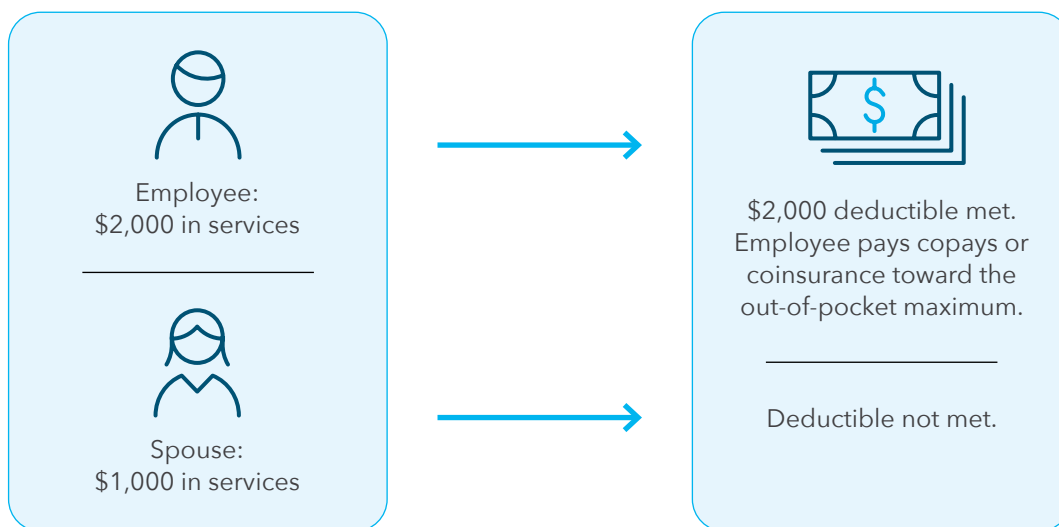 Employee:
$2,000 in services
Spouse:
$1,000 in services
$
$2,000 deductible met.
Employee pays copays or
coinsurance toward the
out-of-pocket maximum.
Deductible not met.